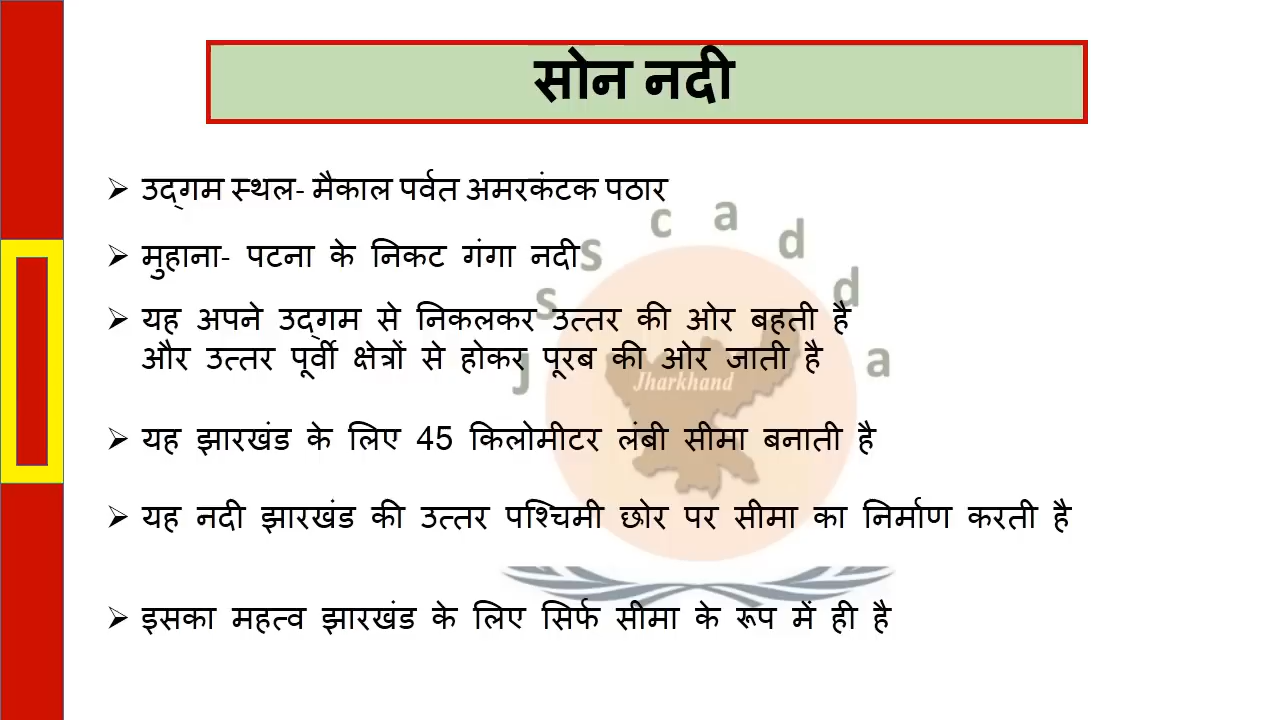 सोन नदी
➢ उद्गम स्थल- मैकाल पर्वत अमरकंटक पठार
➢ मुहाना- पटना के निकट गंगा नदी
➢ यह अपने उद्गम से निकलकर उत्तर की ओर बहती है
और उत्तर पूर्वी क्षेत्रों से होकर पूरब की ओर जाती है
➢ यह झारखंड के लिए 45 किलोमीटर लंबी सीमा बनाती है
➢ यह नदी झारखंड की उत्तर पश्चिमी छोर पर सीमा का निर्माण करती है
➢ इसका महत्व झारखंड के लिए सिर्फ सीमा के रूप में ही है
jsscadda
Jharkhand